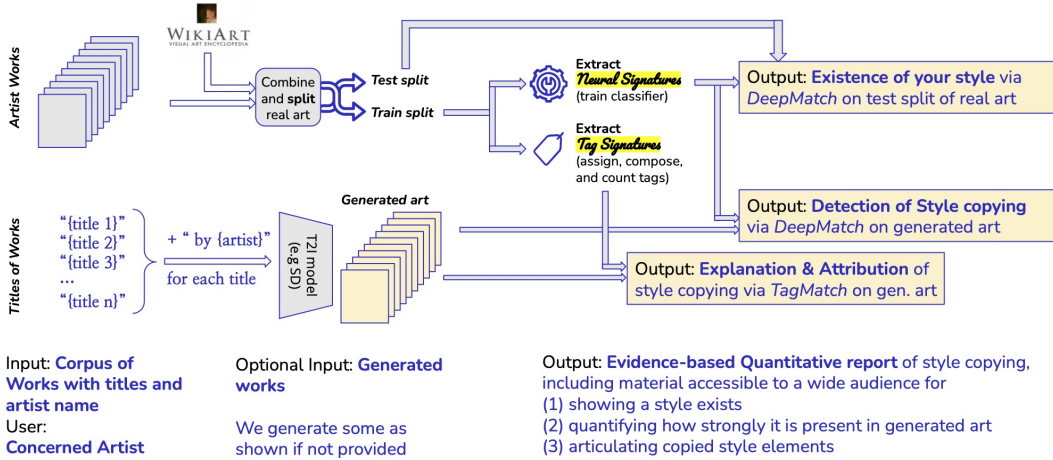 WIKIART
VISUAL ART ENCYCLOPEDIA
Artist Works
Combine
and split
real art
Test split
Train split
Extract
Neural Signatures
(train classifier)
Extract
Tag Signatures
(assign, compose,
and count tags)
Output: Existence of your style via
DeepMatch on test split of real art
Output: Detection of Style copying
via DeepMatch on generated art
Output: Explanation & Attribution of
style copying via TagMatch on gen. art
Titles of Works
“{title 1}”
“{title 2}”
“{title 3}”
...
“{title n}”
+ “ by {artist}”
for each title
T2I model
(e.g SD)
Generated art
Input: Corpus of
Works with titles and
artist name
User:
Concerned Artist
Optional Input: Generated
works
We generate some as
shown if not provided
Output: Evidence-based Quantitative report of style copying,
including material accessible to a wide audience for
(1) showing a style exists
(2) quantifying how strongly it is present in generated art
(3) articulating copied style elements